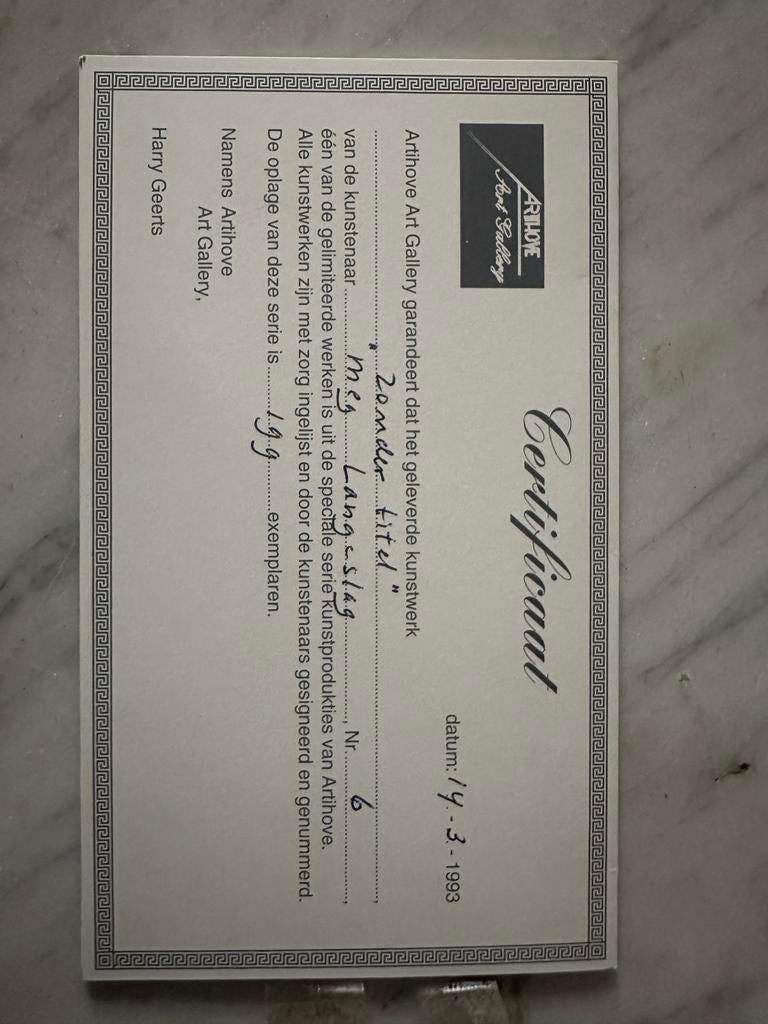 ARTIHOVE
Art Gallery
Certificaat
datum: 14 - 3 - 1993
Artihove Art Gallery garandeert dat het geleverde kunstwerk
"zonder titel"
van de kunstenaar Meg Langeslag, Nr. 6,
één van de gelimiteerde werken is uit de speciale serie kunstprodukties van Artihove.
Alle kunstwerken zijn met zorg ingelijst en door de kunstenaars gesigneerd en genummerd.
De oplage van deze serie is 199 exemplaren.
Namens Artihove
Art Gallery,
Harry Geerts